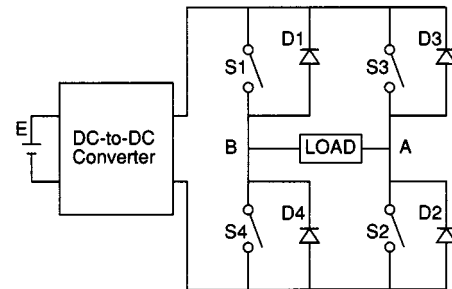 D1
D3
S1
S3
E
DC-to-DC
Converter
B
LOAD
A
S4
D4
S2
D2